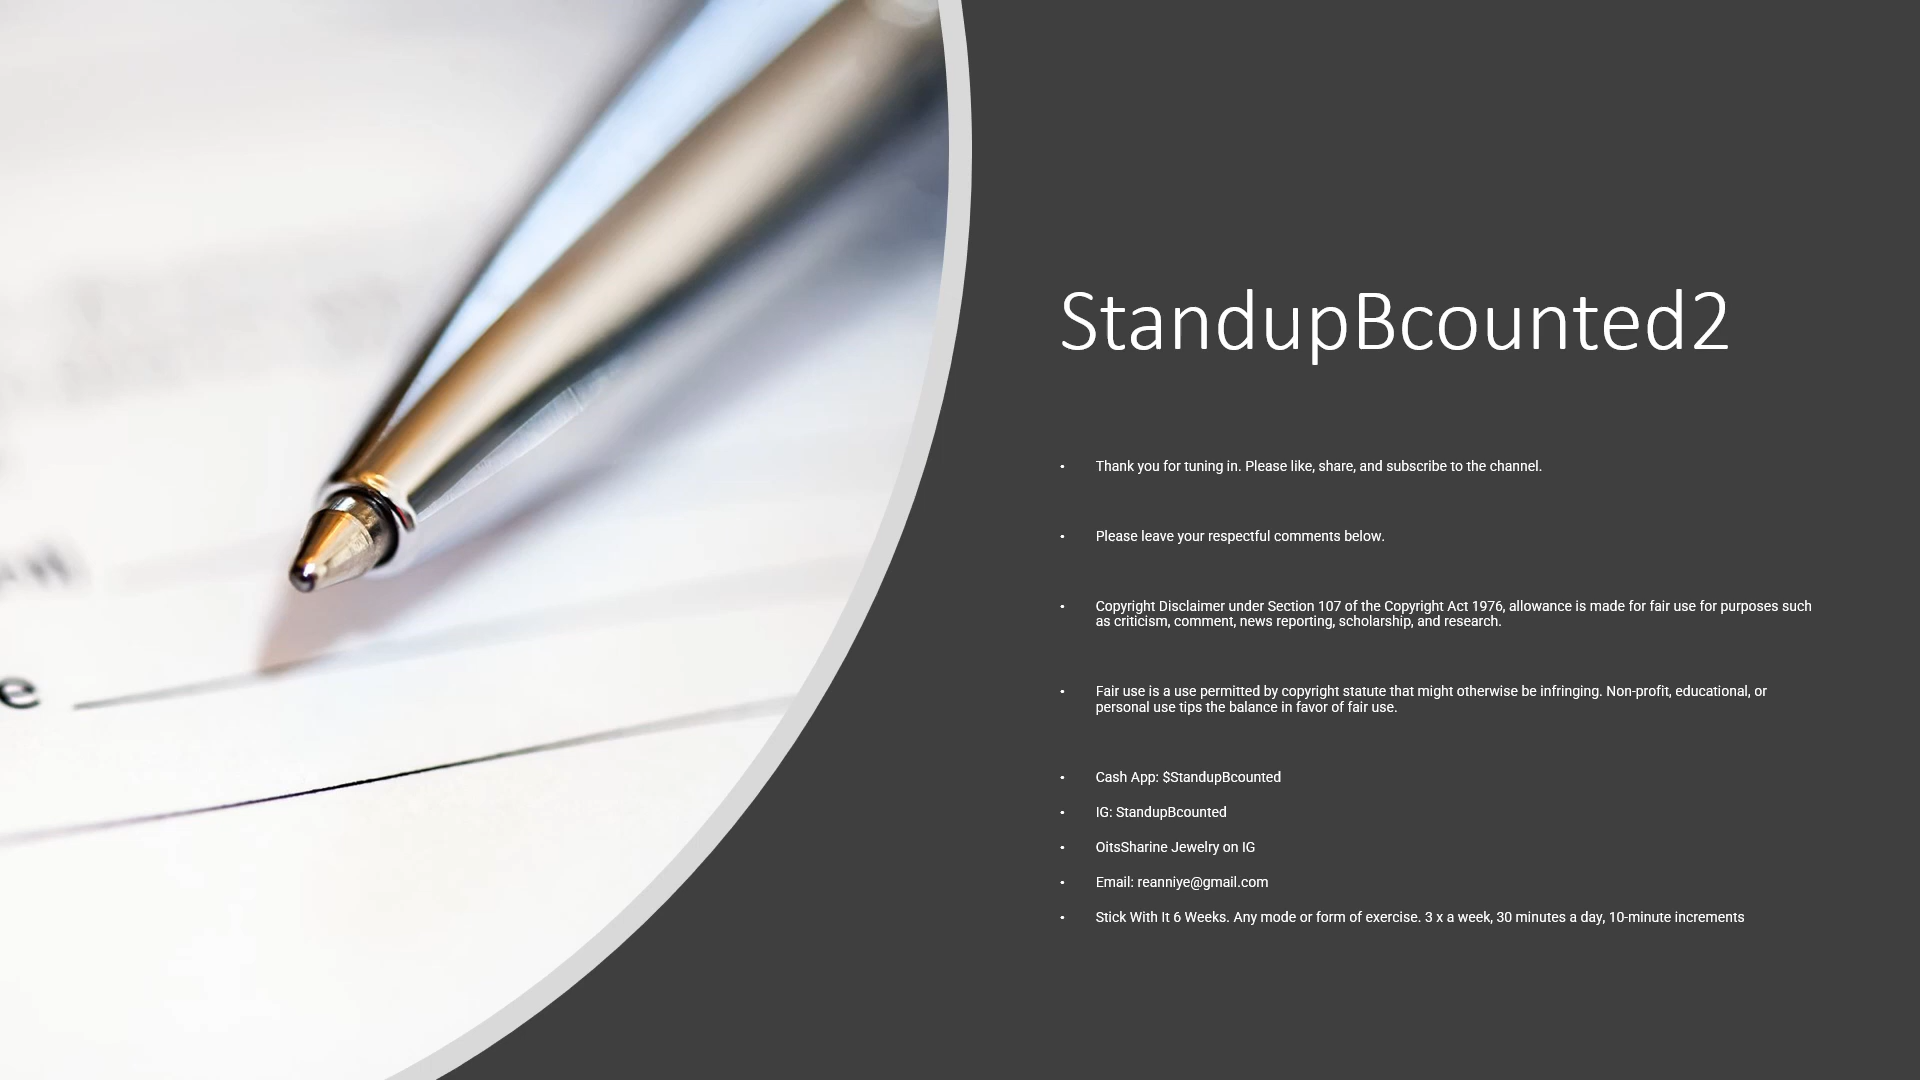 StandupBcounted2
• Thank you for tuning in. Please like, share, and subscribe to the channel.
• Please leave your respectful comments below.
• Copyright Disclaimer under Section 107 of the Copyright Act 1976, allowance is made for fair use for purposes such
as criticism, comment, news reporting, scholarship, and research.
• Fair use is a use permitted by copyright statute that might otherwise be infringing. Non-profit, educational, or
personal use tips the balance in favor of fair use.
e
• Cash App: $StandupBcounted
• IG: StandupBcounted
• OitsSharine Jewelry on IG
• Email: reanniye@gmail.com
• Stick With It 6 Weeks. Any mode or form of exercise. 3 x a week, 30 minutes a day, 10-minute increments